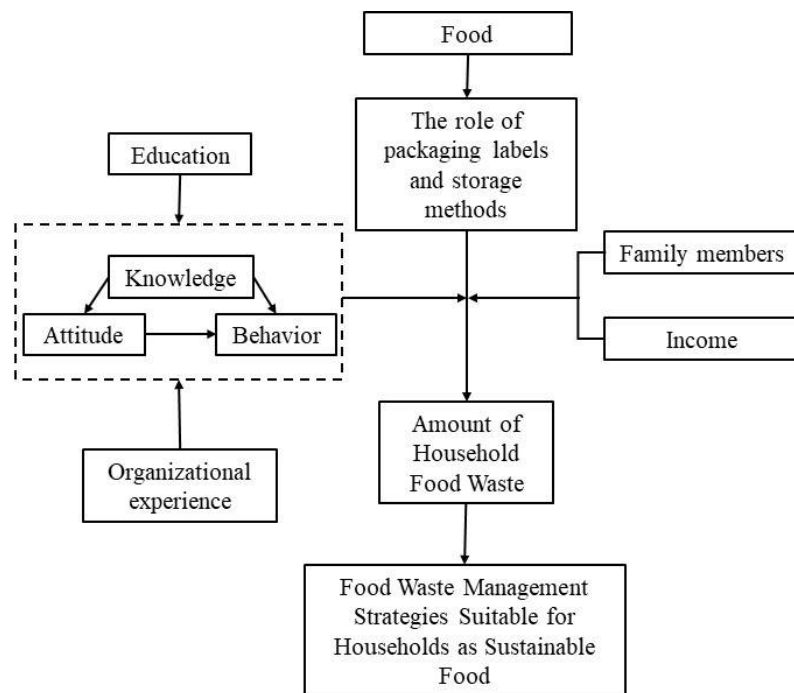 Food
The role of
packaging labels
and storage
methods
Education
Knowledge
Attitude
Behavior
Family members
Income
Organizational
experience
Amount of
Household
Food Waste
Food Waste Management
Strategies Suitable for
Households as Sustainable
Food